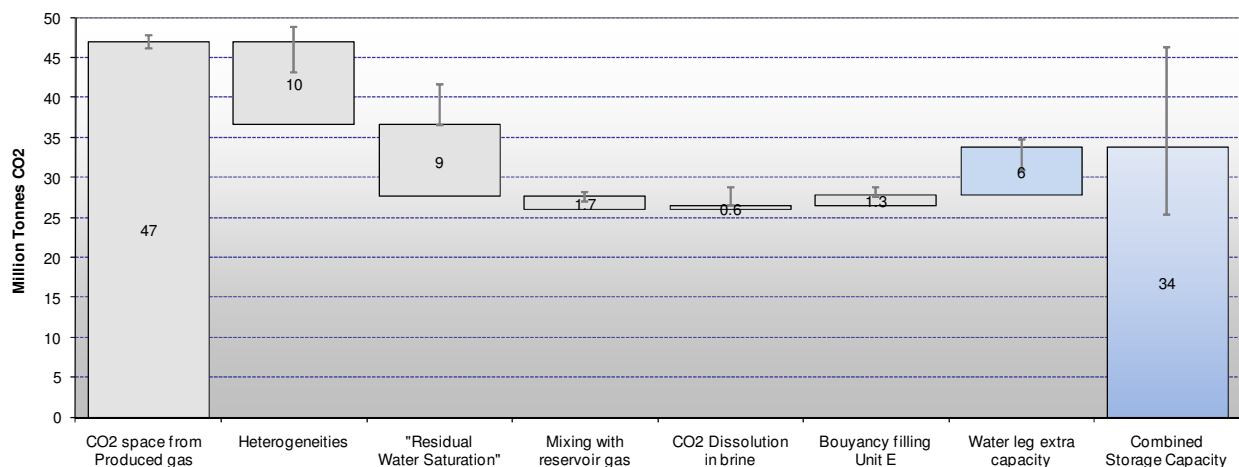 50
45
40
35
30
25
20
15
10
5
0
Million Tonnes CO2
47
10
9
1.7
0.6
1.3
6
34
CO2 space from
Produced gas
Heterogeneities
"Residual
Water Saturation"
Mixing with
reservoir gas
CO2 Dissolution
in brine
Bouyancy filling
Unit E
Water leg extra
capacity
Combined
Storage Capacity